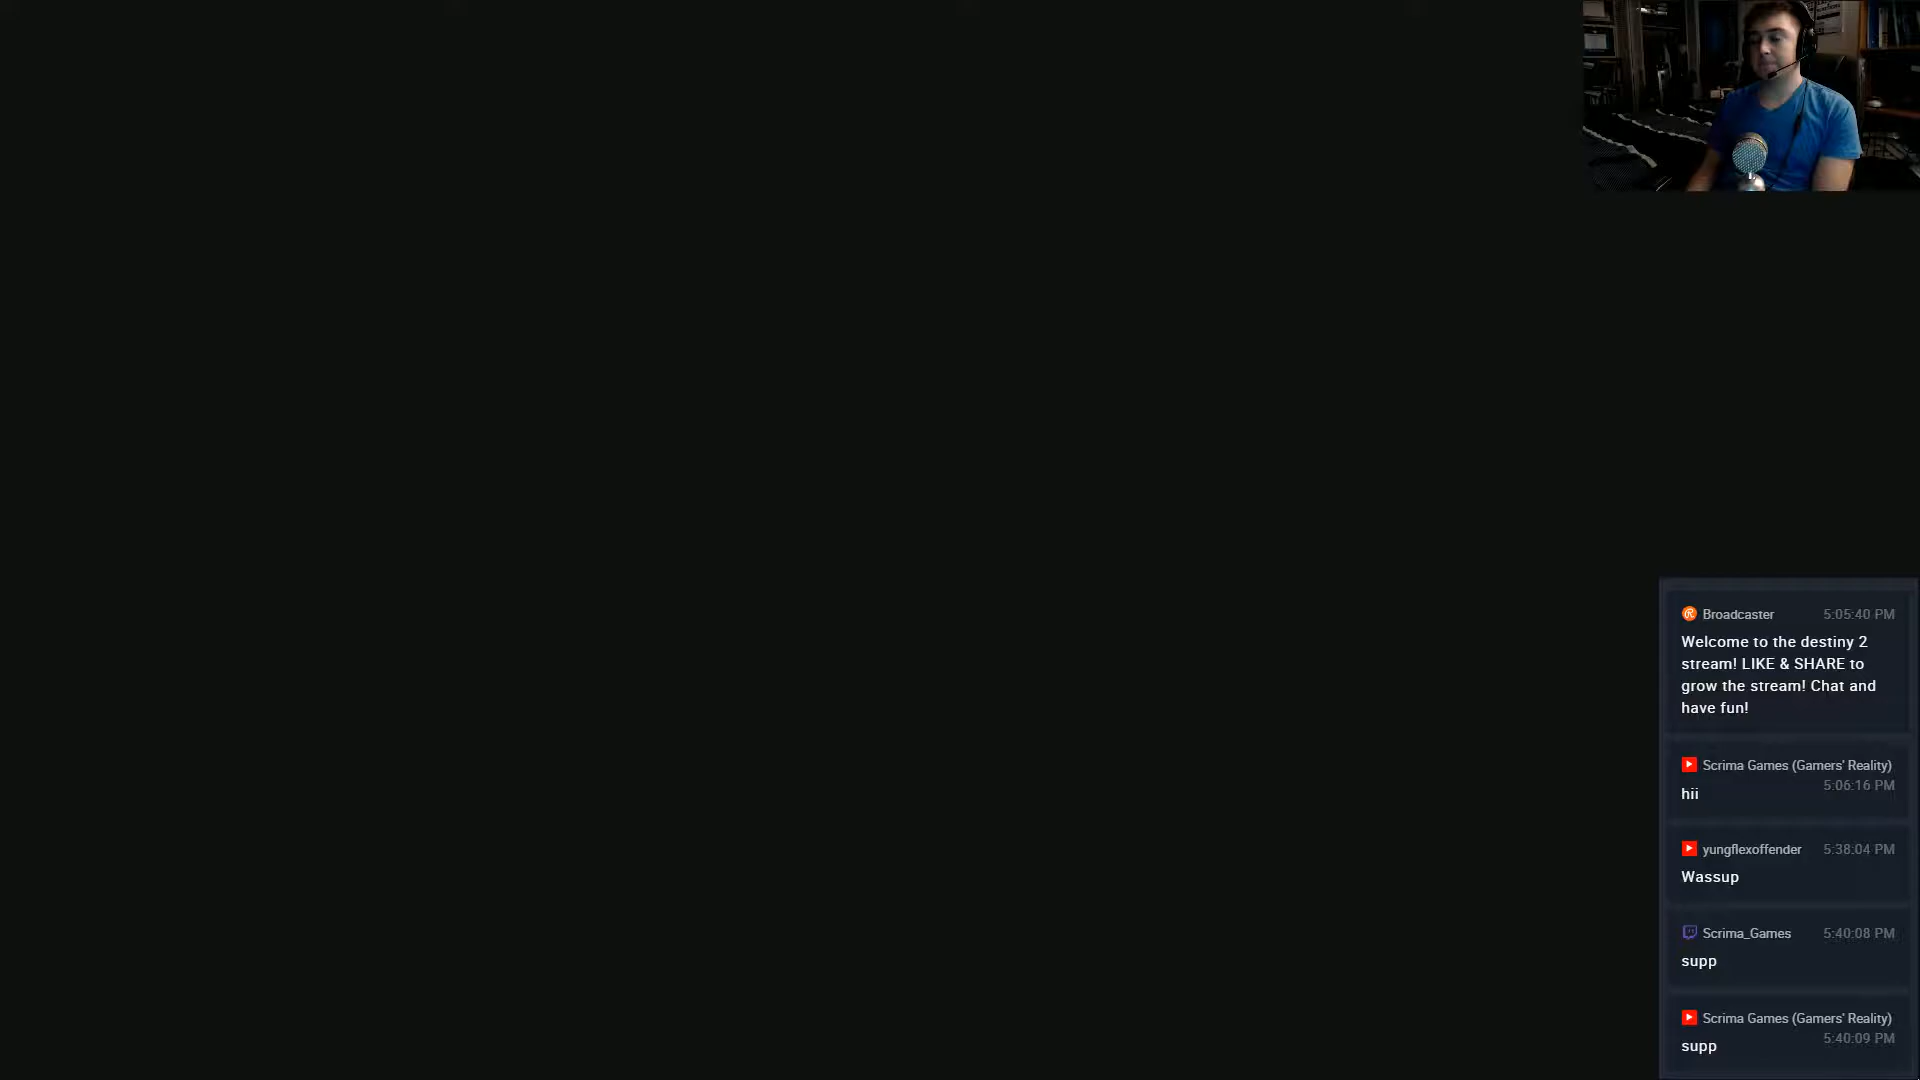 Broadcaster 5:05:40 PM
Welcome to the destiny 2
stream! LIKE & SHARE to
grow the stream! Chat and
have fun!
Scrima Games (Gamers' Reality)
5:06:16 PM
hii
yungflexoffender 5:38:04 PM
Wassup
Scrima_Games 5:40:08 PM
supp
Scrima Games (Gamers' Reality)
5:40:09 PM
supp